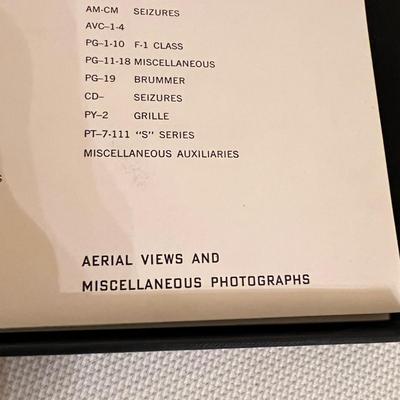 AM-CM SEIZURES
AVC-1-4
PG-1-10 F-1 CLASS
PG-11-18 MISCELLANEOUS
PG-19 BRUMMER
CD- SEIZURES
PY-2 GRILLE
PT-7-111 "S" SERIES
MISCELLANEOUS AUXILIARIES
AERIAL VIEWS AND
MISCELLANEOUS PHOTOGRAPHS